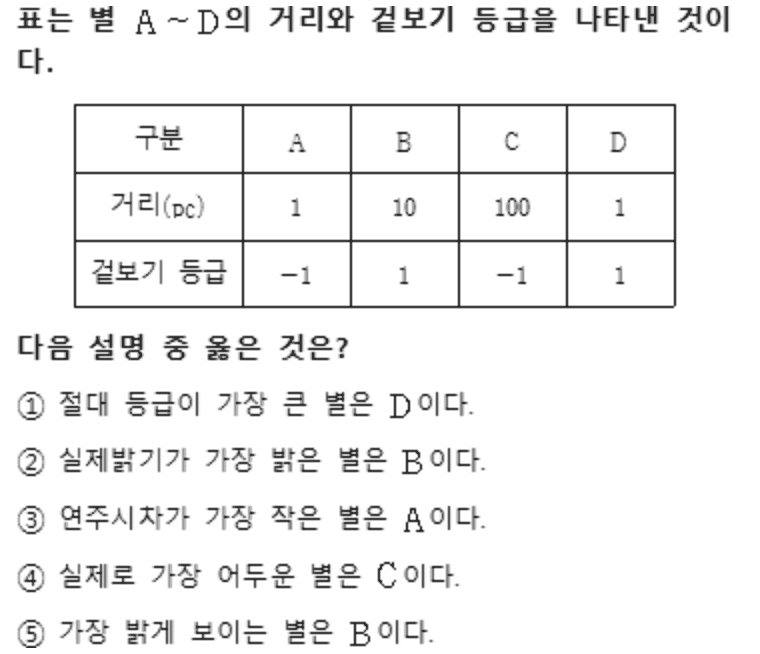 표는 별 A～D의 거리와 겉보기 등급을 나타낸 것이
다.
구분 A B C D
거리(pc) 1 10 100 1
겉보기 등급 －1 1 －1 1
다음 설명 중 옳은 것은?
① 절대 등급이 가장 큰 별은 D이다.
② 실제밝기가 가장 밝은 별은 B이다.
③ 연주시차가 가장 작은 별은 A이다.
④ 실제로 가장 어두운 별은 C이다.
⑤ 가장 밝게 보이는 별은 B이다.